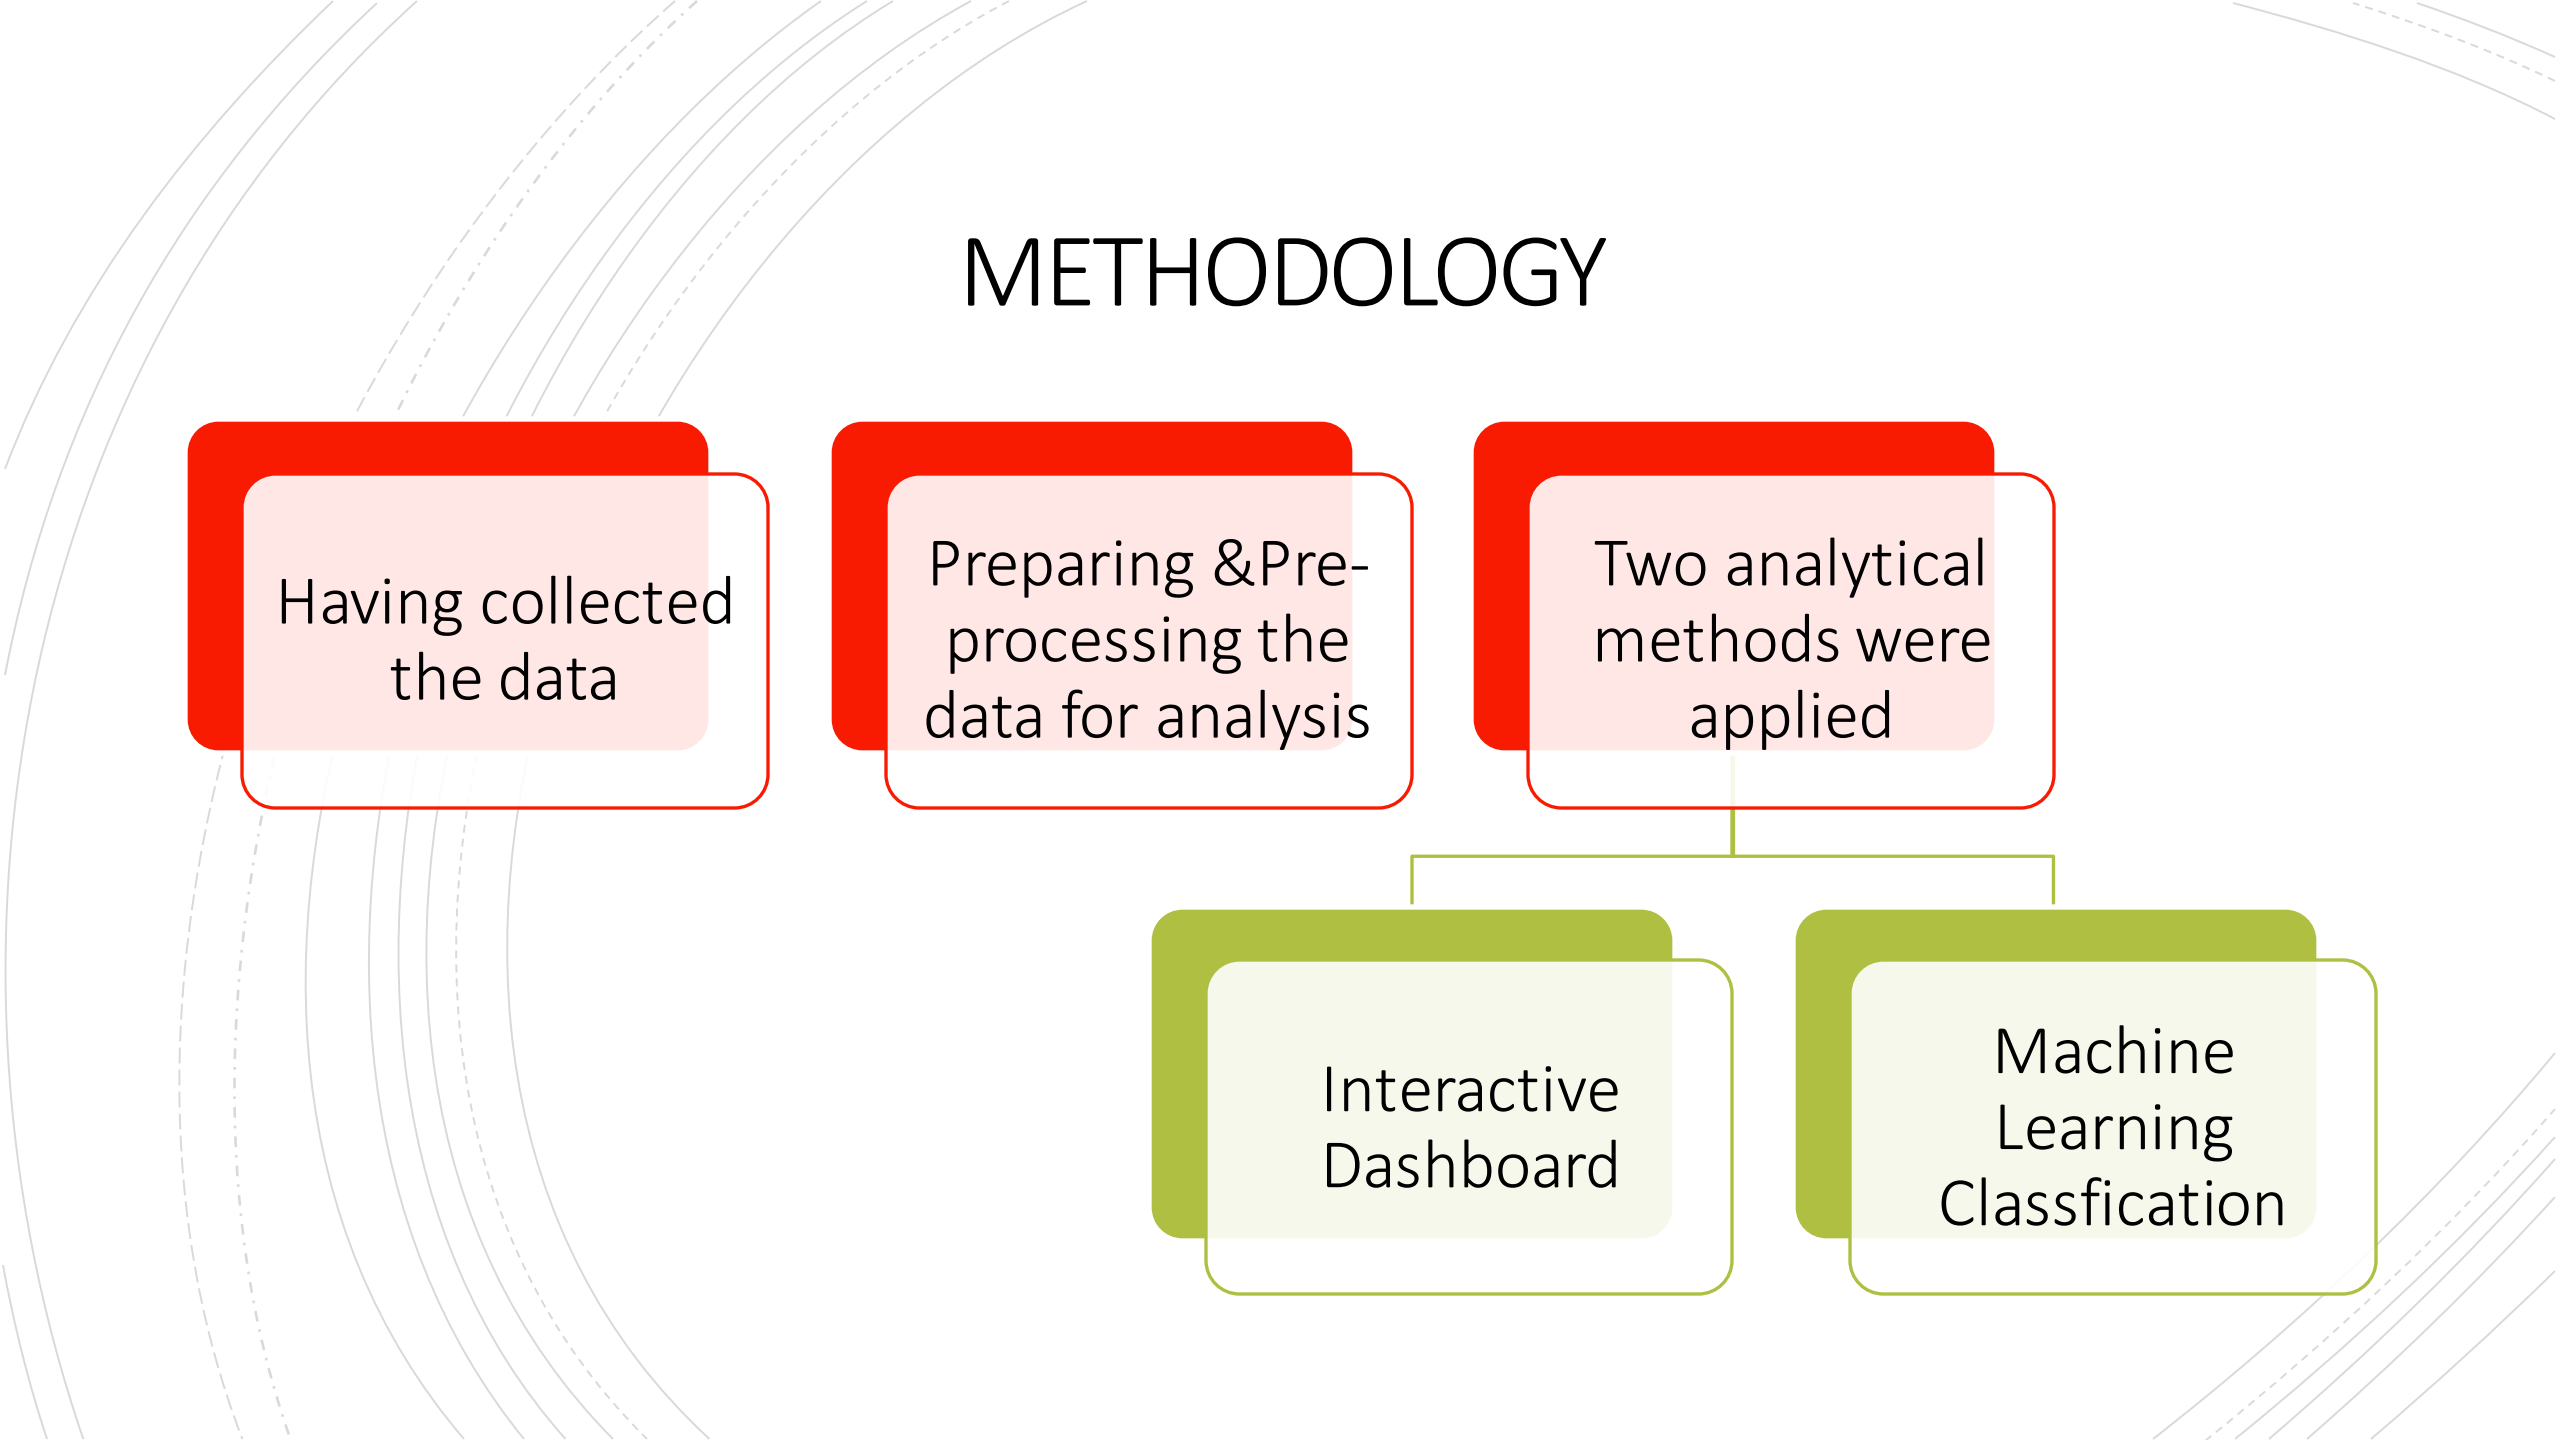 METHODOLOGY
Having collected
the data
Preparing &Pre-
processing the
data for analysis
Two analytical
methods were
applied
Interactive
Dashboard
Machine
Learning
Classfication